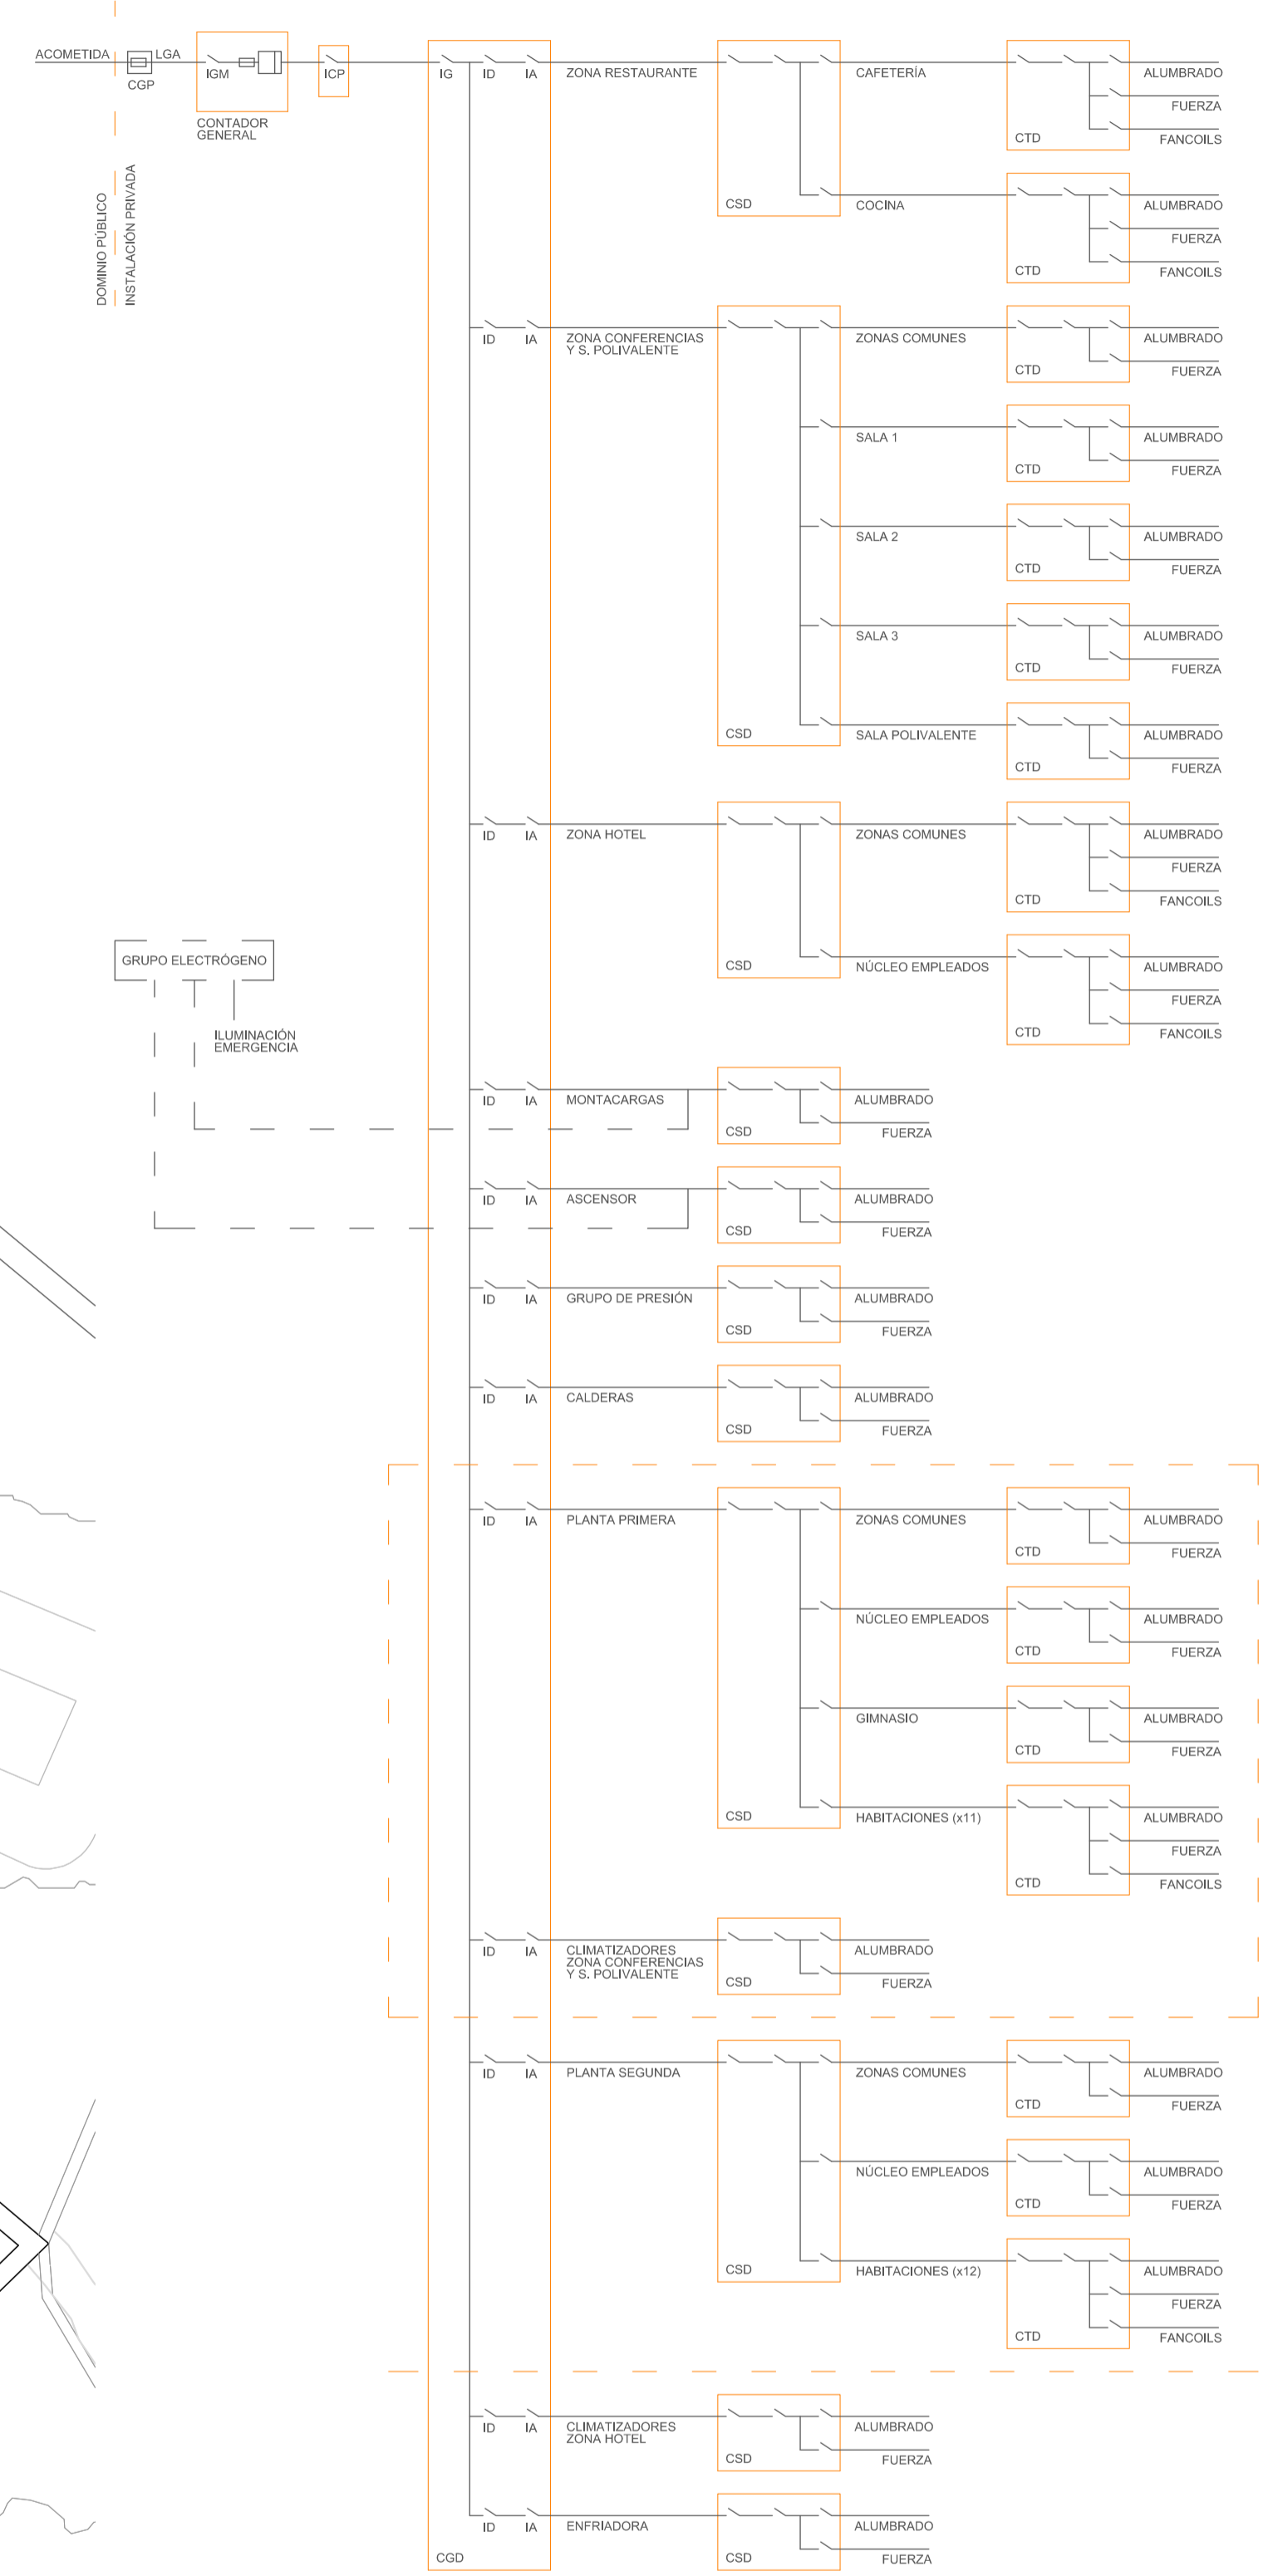 ACOMETIDA
LGA
CGP
IGM
CONTADOR
GENERAL
ICP
DOMINIO PÚBLICO
INSTALACIÓN PRIVADA
IG
ID
IA
ZONA RESTAURANTE
CSD
CAFETERÍA
CTD
ALUMBRADO
FUERZA
FANCOILS
COCINA
CTD
ALUMBRADO
FUERZA
FANCOILS
ID
IA
ZONA CONFERENCIAS
Y S. POLIVALENTE
CSD
ZONAS COMUNES
CTD
ALUMBRADO
FUERZA
SALA 1
CTD
ALUMBRADO
FUERZA
SALA 2
CTD
ALUMBRADO
FUERZA
SALA 3
CTD
ALUMBRADO
FUERZA
SALA POLIVALENTE
CTD
ALUMBRADO
FUERZA
ID
IA
ZONA HOTEL
CSD
ZONAS COMUNES
CTD
ALUMBRADO
FUERZA
FANCOILS
NÚCLEO EMPLEADOS
CTD
ALUMBRADO
FUERZA
FANCOILS
GRUPO ELECTRÓGENO
ILUMINACIÓN
EMERGENCIA
ID
IA
MONTACARGAS
CSD
ALUMBRADO
FUERZA
ID
IA
ASCENSOR
CSD
ALUMBRADO
FUERZA
ID
IA
GRUPO DE PRESIÓN
CSD
ALUMBRADO
FUERZA
ID
IA
CALDERAS
CSD
ALUMBRADO
FUERZA
ID
IA
PLANTA PRIMERA
CSD
ZONAS COMUNES
CTD
ALUMBRADO
FUERZA
NÚCLEO EMPLEADOS
CTD
ALUMBRADO
FUERZA
GIMNASIO
CTD
ALUMBRADO
FUERZA
HABITACIONES (x11)
CTD
ALUMBRADO
FUERZA
FANCOILS
ID
IA
CLIMATIZADORES
ZONA CONFERENCIAS
Y S. POLIVALENTE
CSD
ALUMBRADO
FUERZA
ID
IA
PLANTA SEGUNDA
CSD
ZONAS COMUNES
CTD
ALUMBRADO
FUERZA
NÚCLEO EMPLEADOS
CTD
ALUMBRADO
FUERZA
HABITACIONES (x12)
CTD
ALUMBRADO
FUERZA
FANCOILS
ID
IA
CLIMATIZADORES
ZONA HOTEL
CSD
ALUMBRADO
FUERZA
ID
IA
ENFRIADORA
CSD
ALUMBRADO
FUERZA
CGD